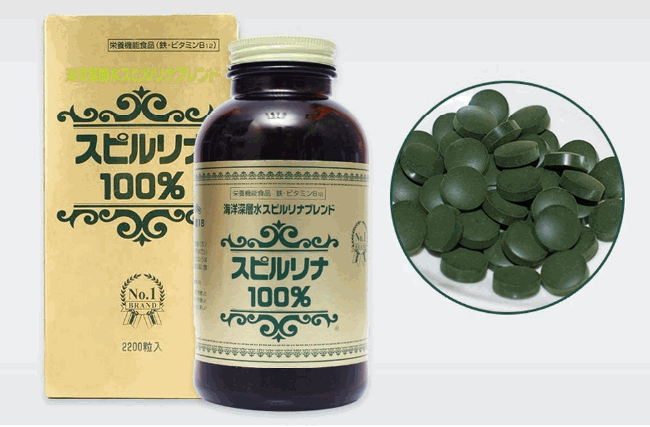 栄養機能食品(鉄・ビタミンB12)
海洋深層水スピルリナブレンド
スピルリナ
100%
No.1
BRAND
2200粒入
栄養機能食品 鉄・ビタミンB12
海洋深層水スピルリナブレンド
スピルリナ
100%
No.1